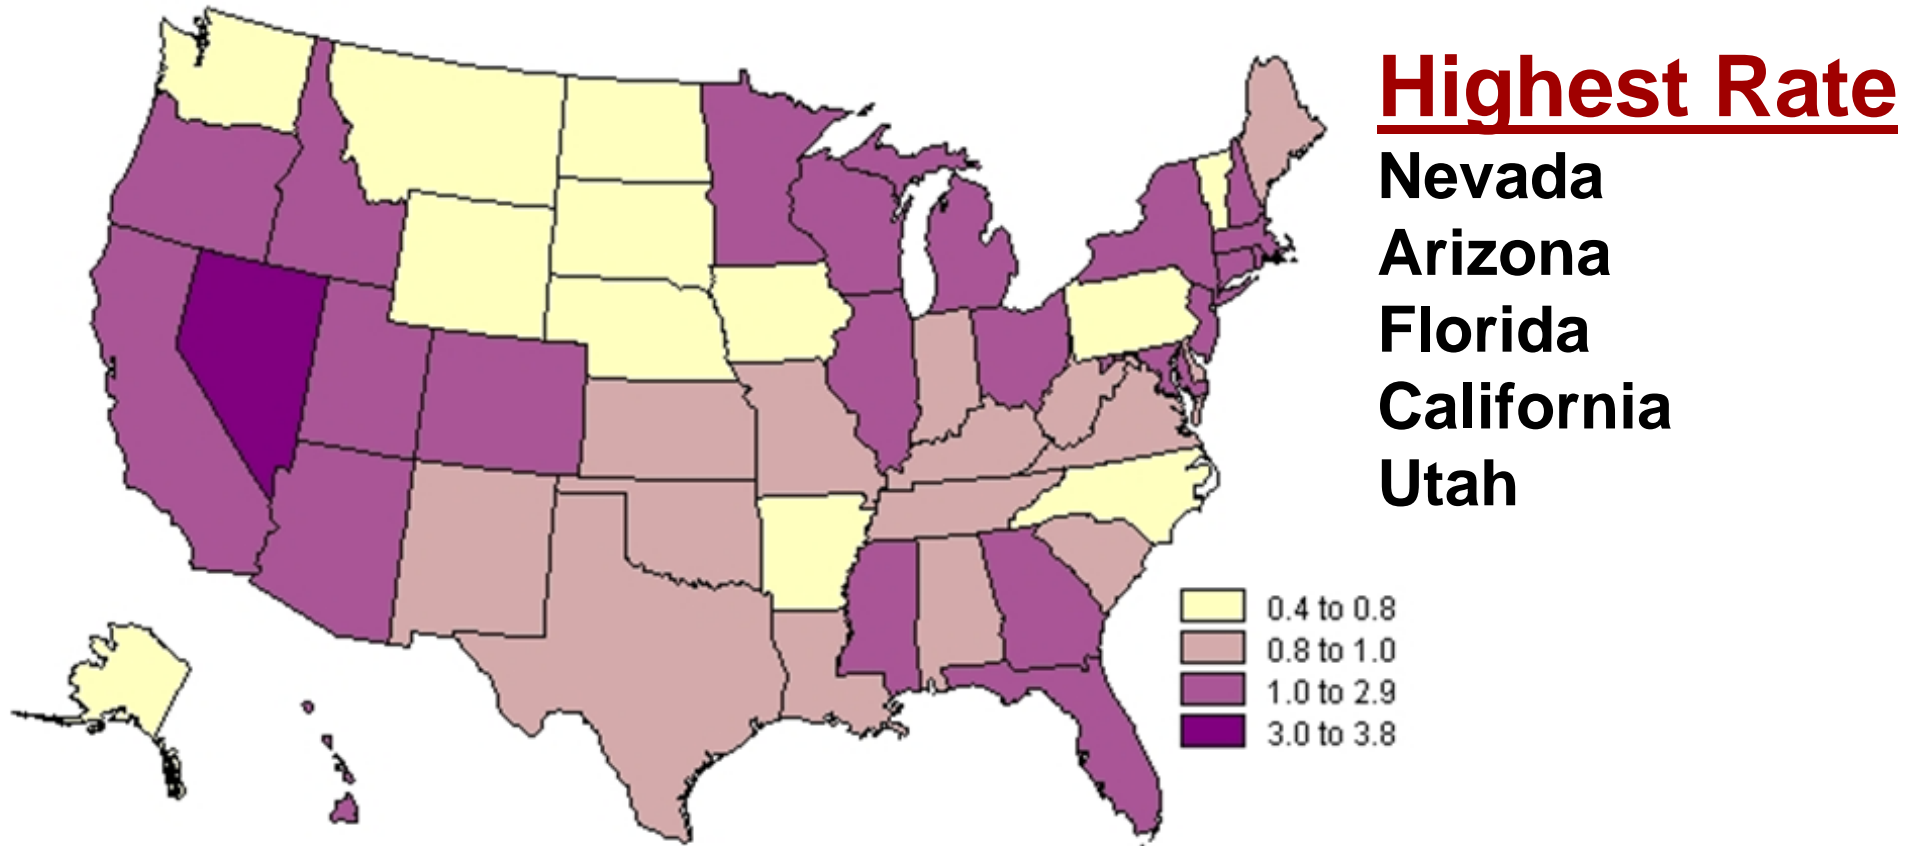 Highest Rate
Nevada
Arizona
Florida
California
Utah
0.4 to 0.8
0.8 to 1.0
1.0 to 2.9
3.0 to 3.8